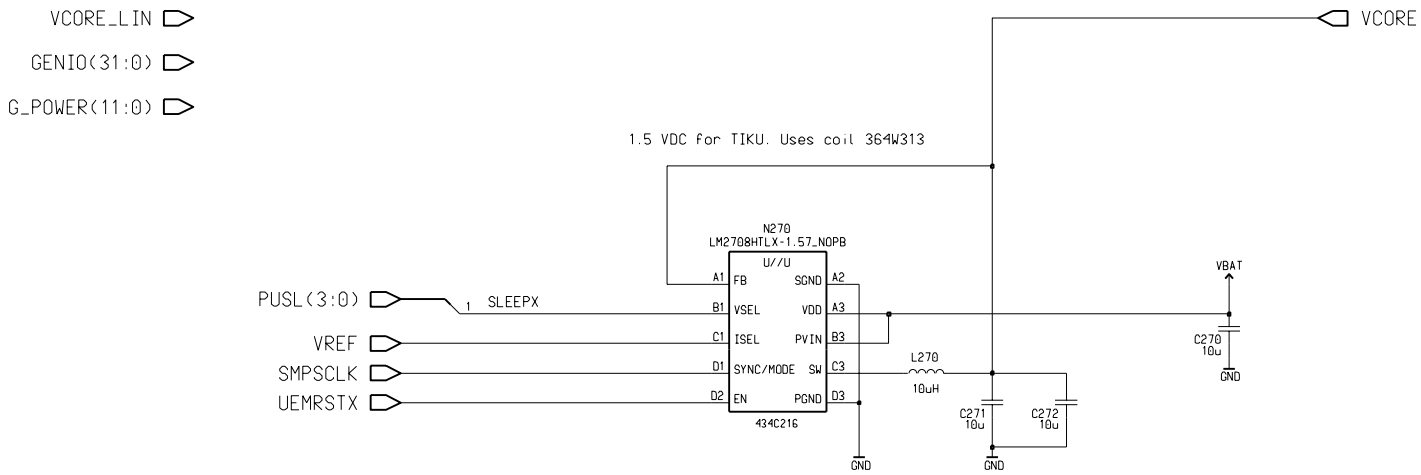 VCORE_LIN
VCORE
GENIO(31:0)
G_POWER(11:0)
1.5 VDC for TIKU. Uses coil 364W313
N270
LM2708HTLX-1.57_NOPB
U//U
A1 FB SGND A2
PUSL(3:0) 1 SLEEPX B1 VSEL VDD A3
VBAT
VREF C1 ISEL PVIN B3
C270
10u
GND
SMPSCLK D1 SYNC/MODE SW C3
L270
10uH
UEMRSTX D2 EN PGND D3
434C216
C271
10u
C272
10u
GND
GND